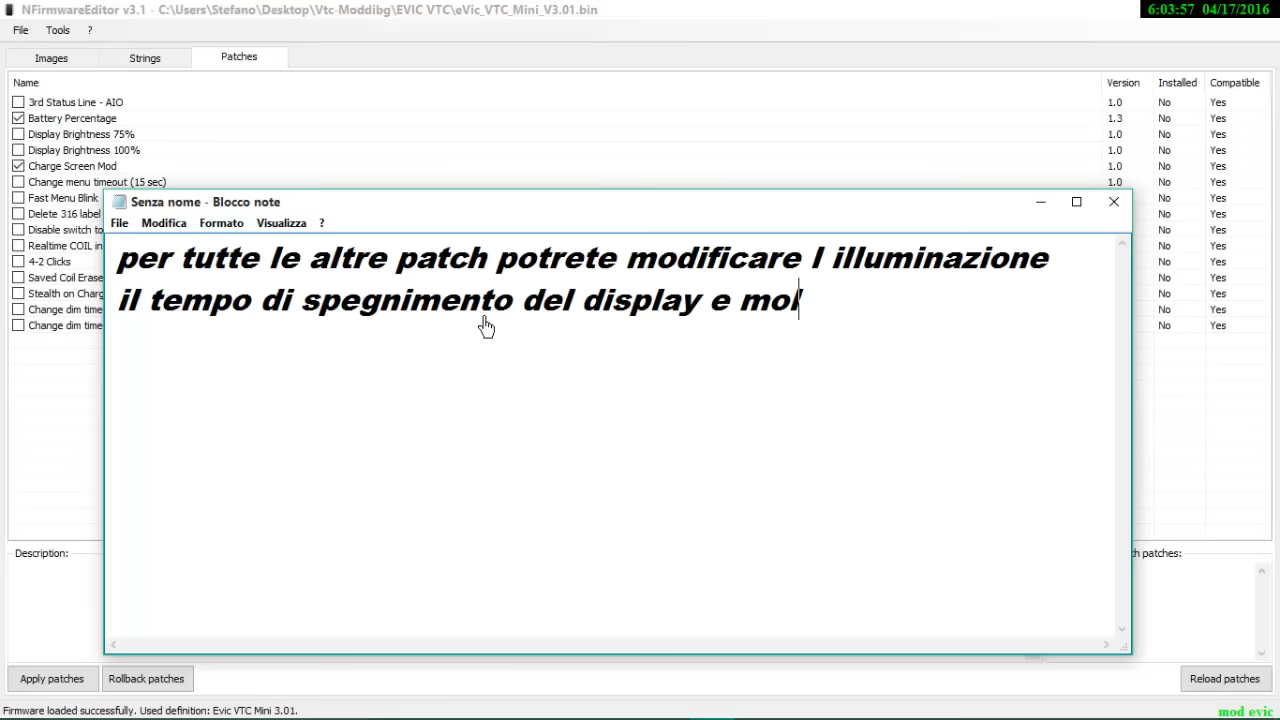 NFirmwareEditor v3.1 - C:\Users\Stefano\Desktop\Vtc-Moddibg\EVIC VTC\eVic_VTC_Mini_V3.01.bin
6:03:57 04/17/2016
File Tools ?
Images Strings Patches
Name Version Installed Compatible
3rd Status Line - AIO 1.0 No Yes
Battery Percentage 1.3 No Yes
Display Brightness 75% 1.0 No Yes
Display Brightness 100% 1.0 No Yes
Charge Screen Mod 1.0 No Yes
Change menu timeout (15 sec) 1.0 No Yes
Fast Menu Blink No Yes
Delete 316 label No Yes
Disable switch to No Yes
Realtime COIL in No Yes
4-2 Clicks No Yes
Saved Coil Erase No Yes
Stealth on Charg No Yes
Change dim time No Yes
Change dim time No Yes
Senza nome - Blocco note
File Modifica Formato Visualizza ?
per tutte le altre patch potrete modificare l illuminazione
il tempo di spegnimento del display e mol
Description: patches:
Apply patches Rollback patches Reload patches
Firmware loaded successfully. Used definition: Evic VTC Mini 3.01.
mod evic